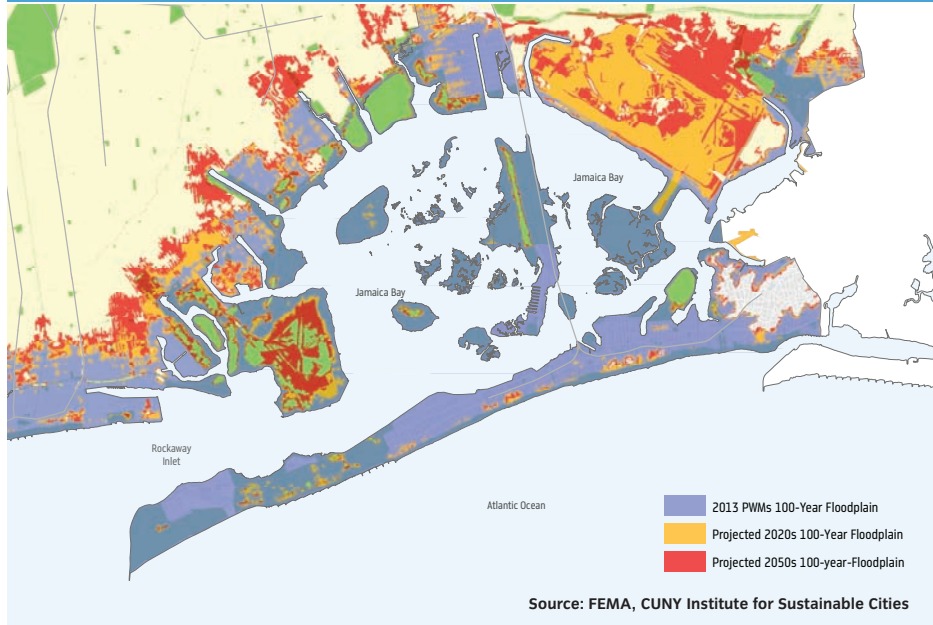 Jamaica Bay
Jamaica Bay
Rockaway
Inlet
Atlantic Ocean
2013 PWMs 100-Year Floodplain
Projected 2020s 100-Year Floodplain
Projected 2050s 100-year-Floodplain
Source: FEMA, CUNY Institute for Sustainable Cities